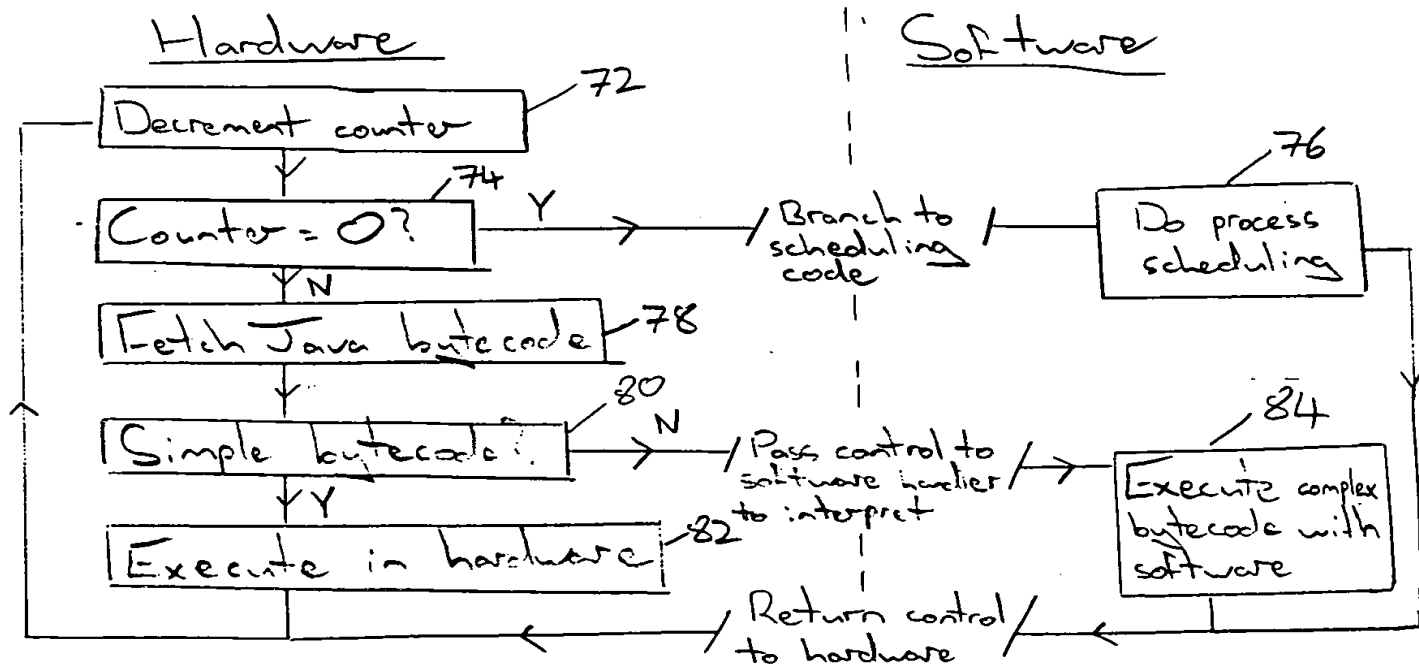 Hardware
Software
72
Decrement counter
74
Counter = 0?
Y
Branch to
scheduling
code
76
Do process
scheduling
N
Fetch Java bytecode
78
80
Simple bytecode?
N
Pass control to
software handler
to interpret
84
Execute complex
bytecode with
software
Y
Execute in hardware
82
Return control
to hardware